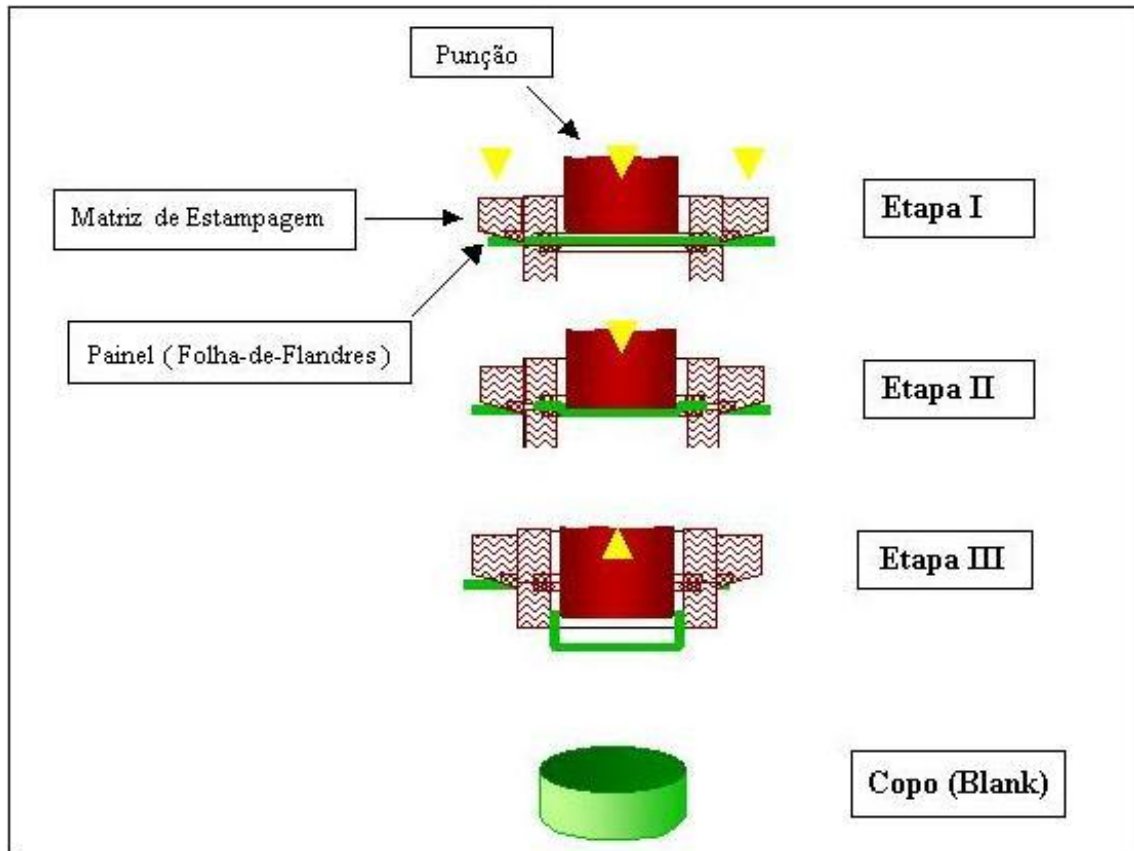 Punção
Matriz de Estampagem
Etapa I
Painel ( Folha-de-Flandres )
Etapa II
Etapa III
Copo (Blank)